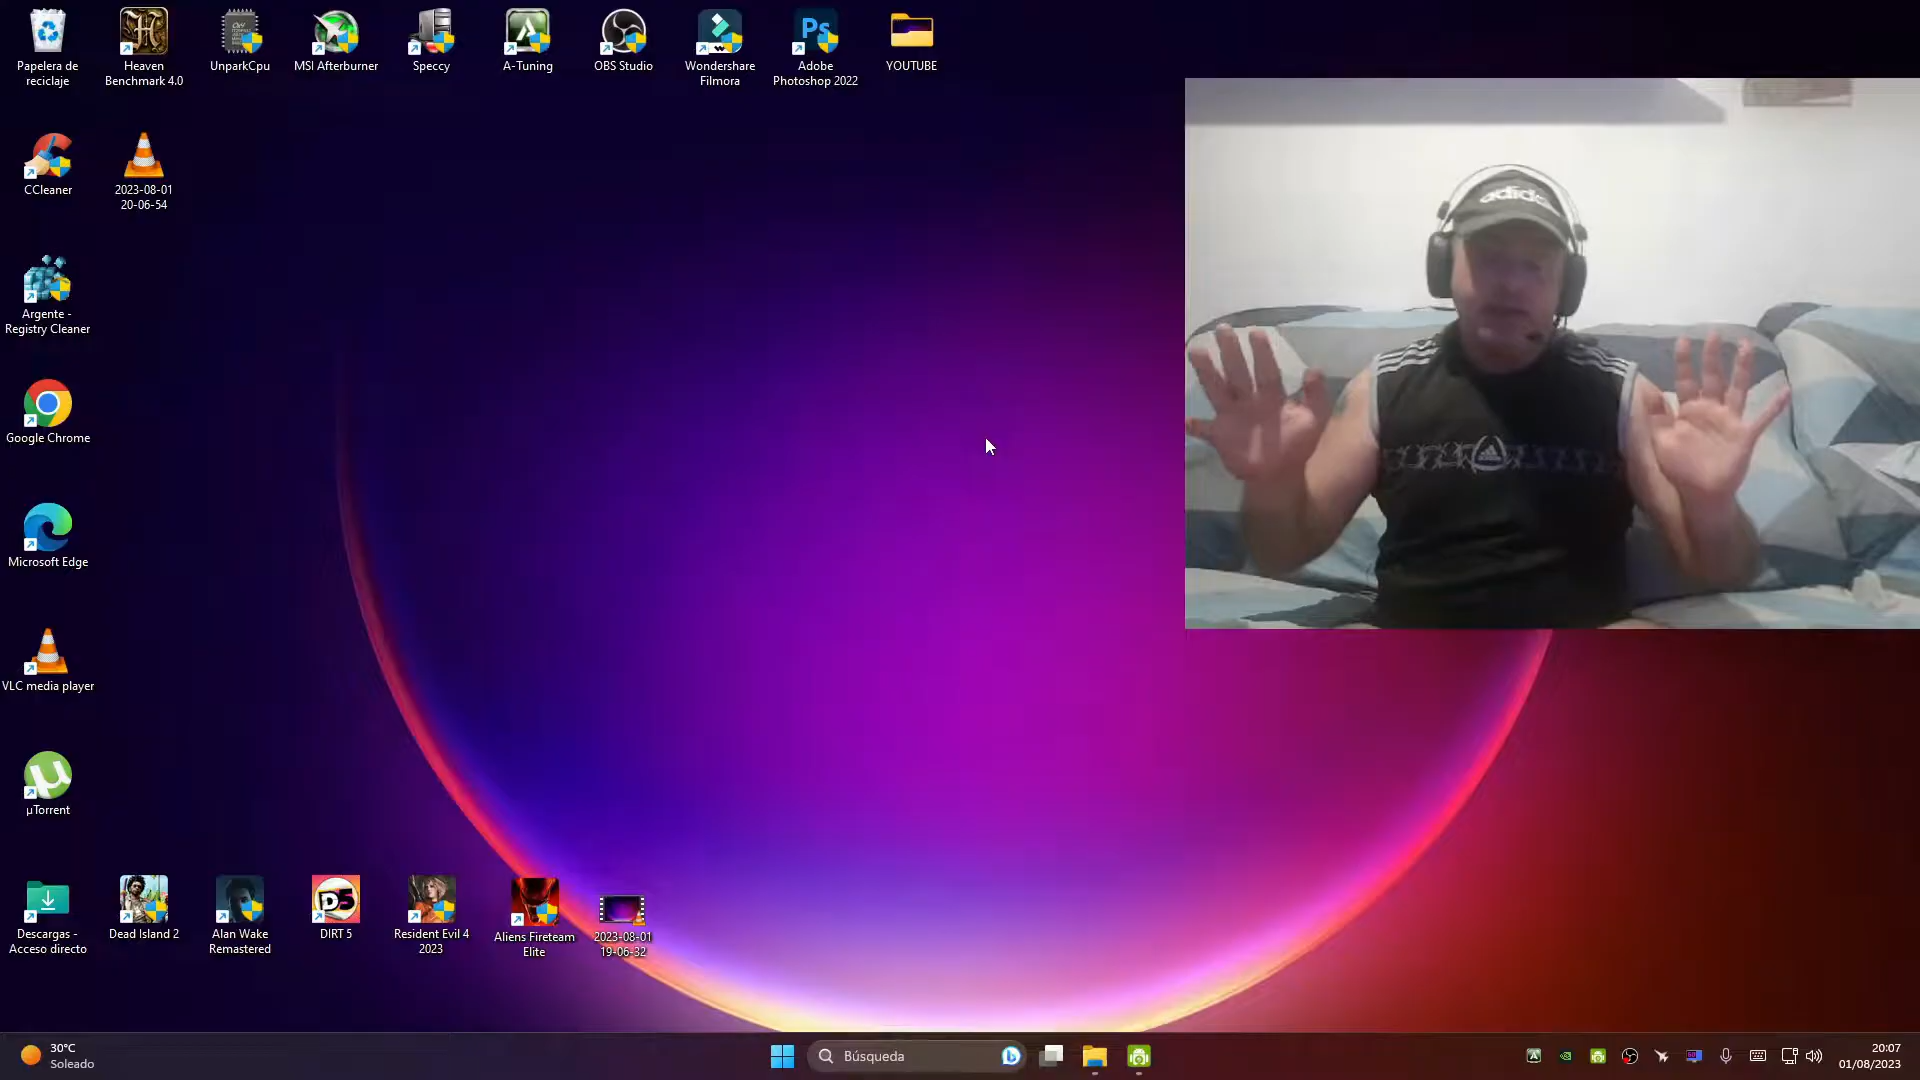 Papelera de
reciclaje
Heaven
Benchmark 4.0
UnparkCpu
MSI Afterburner
Speccy
A-Tuning
OBS Studio
Wondershare
Filmora
Ps
Adobe
Photoshop 2022
YOUTUBE
CCleaner
2023-08-01
20-06-54
adidas
Argente -
Registry Cleaner
Google Chrome
Microsoft Edge
VLC media player
µTorrent
Descargas -
Acceso directo
Dead Island 2
Alan Wake
Remastered
D5
DIRT 5
Resident Evil 4
2023
Aliens Fireteam
Elite
2023-08-01
19-06-32
30°C
Soleado
Búsqueda
20:07
01/08/2023